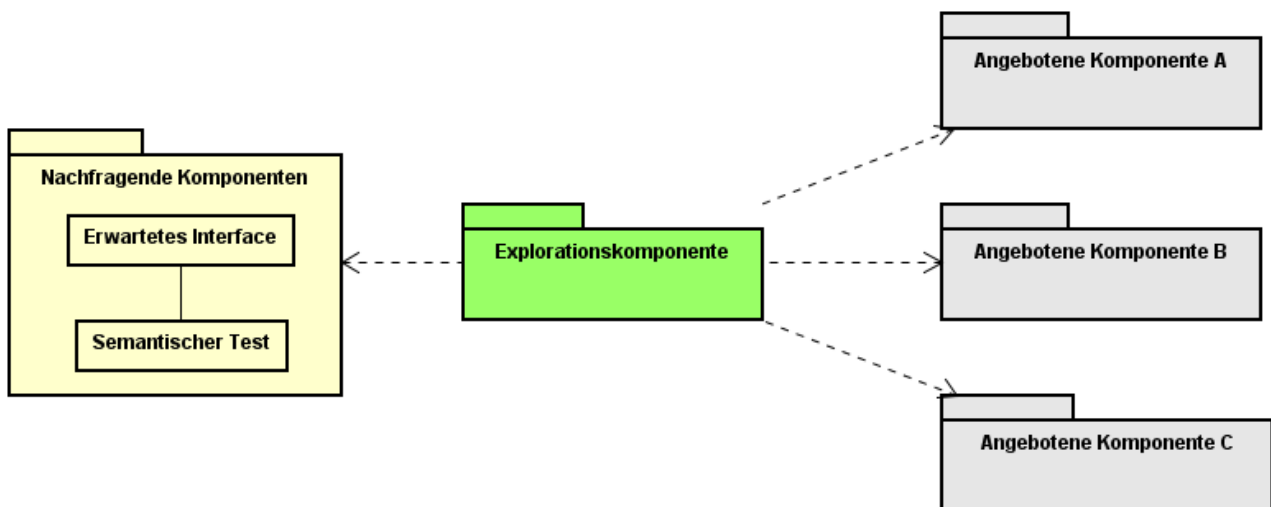 Nachfragende Komponenten
Erwartetes Interface
Semantischer Test
Explorationskomponente
Angebotene Komponente A
Angebotene Komponente B
Angebotene Komponente C